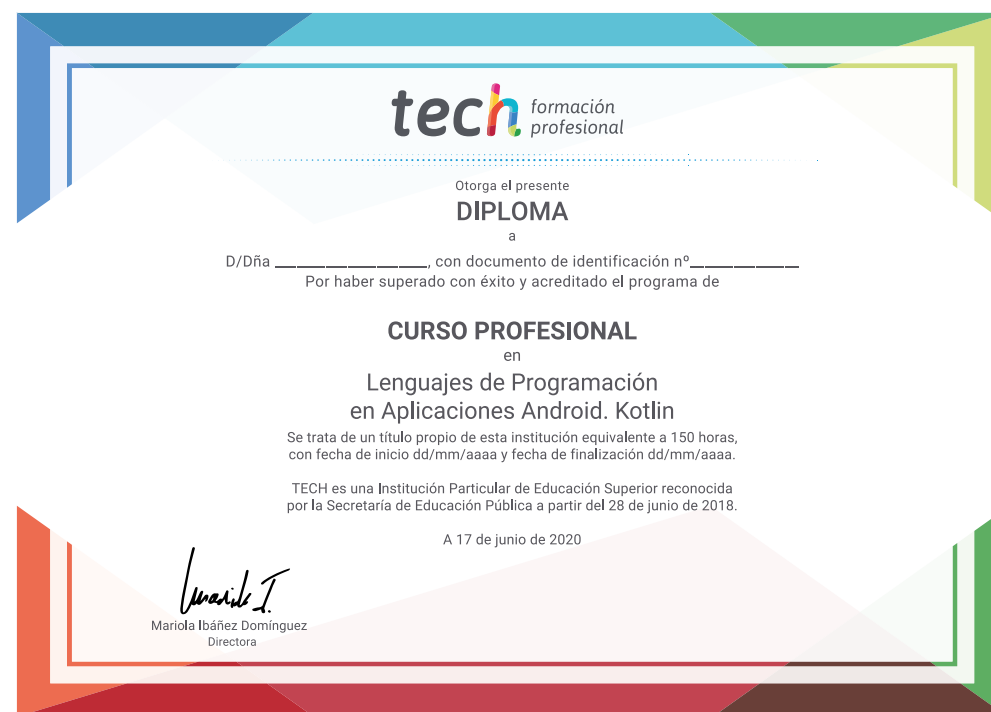 tech formación
profesional
Otorga el presente
DIPLOMA
a
D/Dña ______________, con documento de identificación nº__________
Por haber superado con éxito y acreditado el programa de
CURSO PROFESIONAL
en
Lenguajes de Programación
en Aplicaciones Android. Kotlin
Se trata de un título propio de esta institución equivalente a 150 horas,
con fecha de inicio dd/mm/aaaa y fecha de finalización dd/mm/aaaa.
TECH es una Institución Particular de Educación Superior reconocida
por la Secretaría de Educación Pública a partir del 28 de junio de 2018.
A 17 de junio de 2020
Mariola Ibáñez Domínguez
Directora